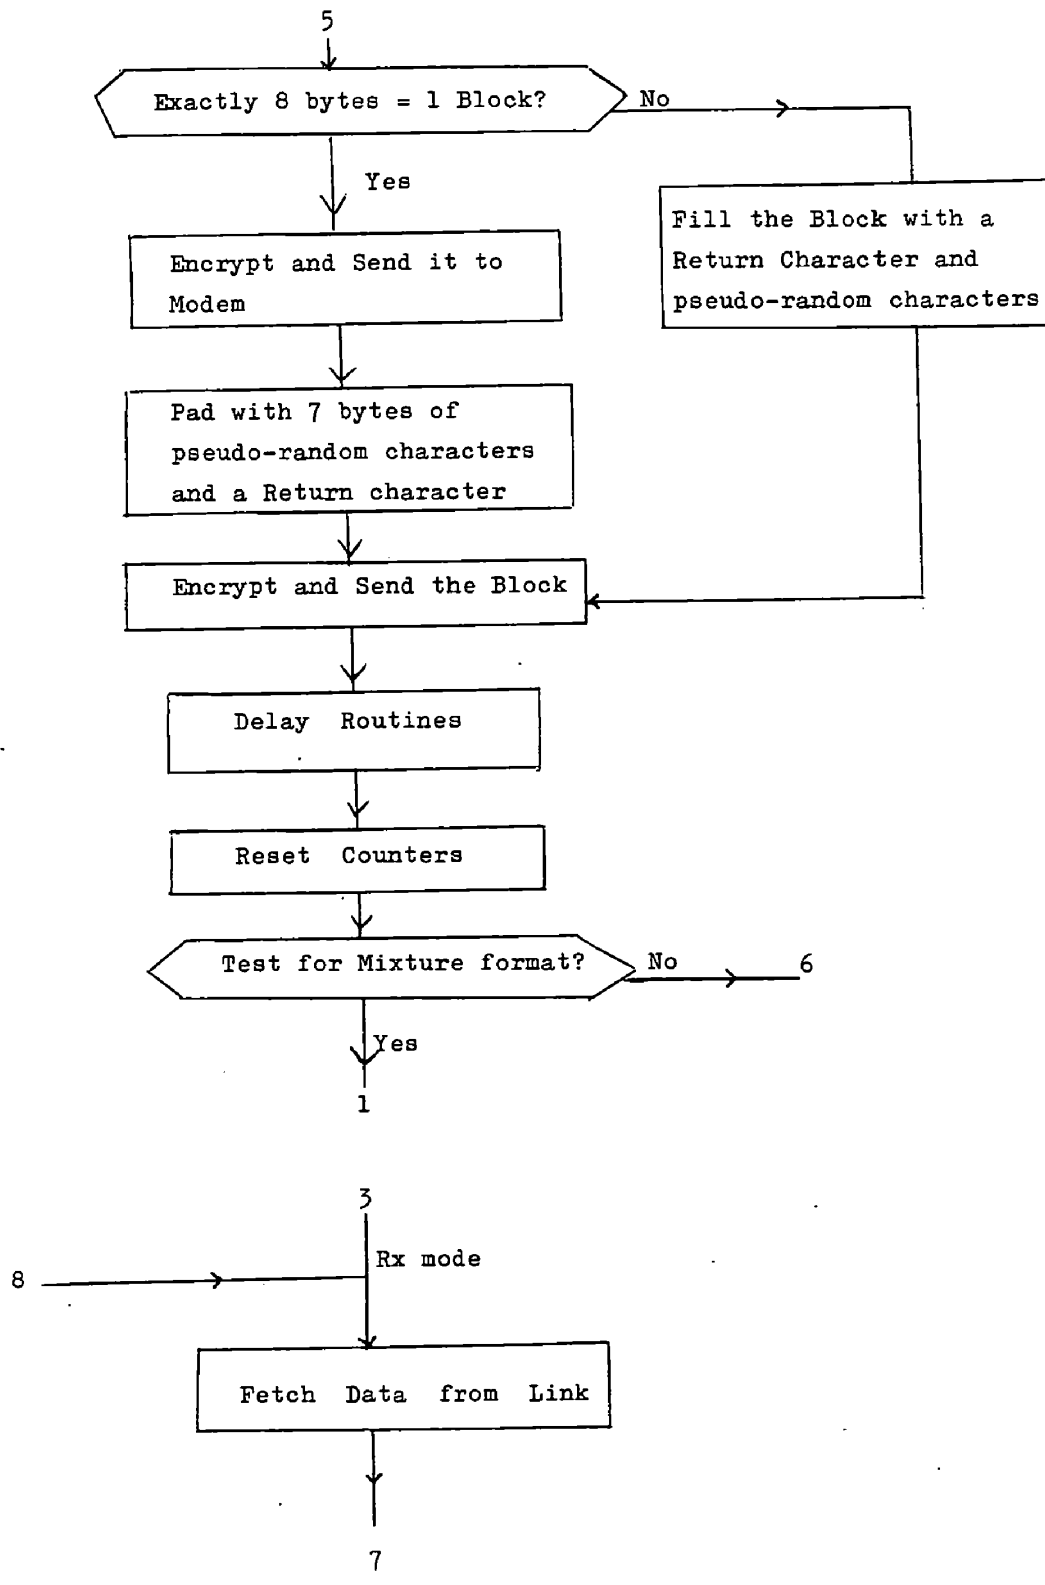 5
Exactly 8 bytes = 1 Block?
No
Yes
Fill the Block with a
Return Character and
pseudo-random characters
Encrypt and Send it to
Modem
Pad with 7 bytes of
pseudo-random characters
and a Return character
Encrypt and Send the Block
Delay Routines
Reset Counters
Test for Mixture format?
No
6
Yes
1
3
Rx mode
8
Fetch Data from Link
7